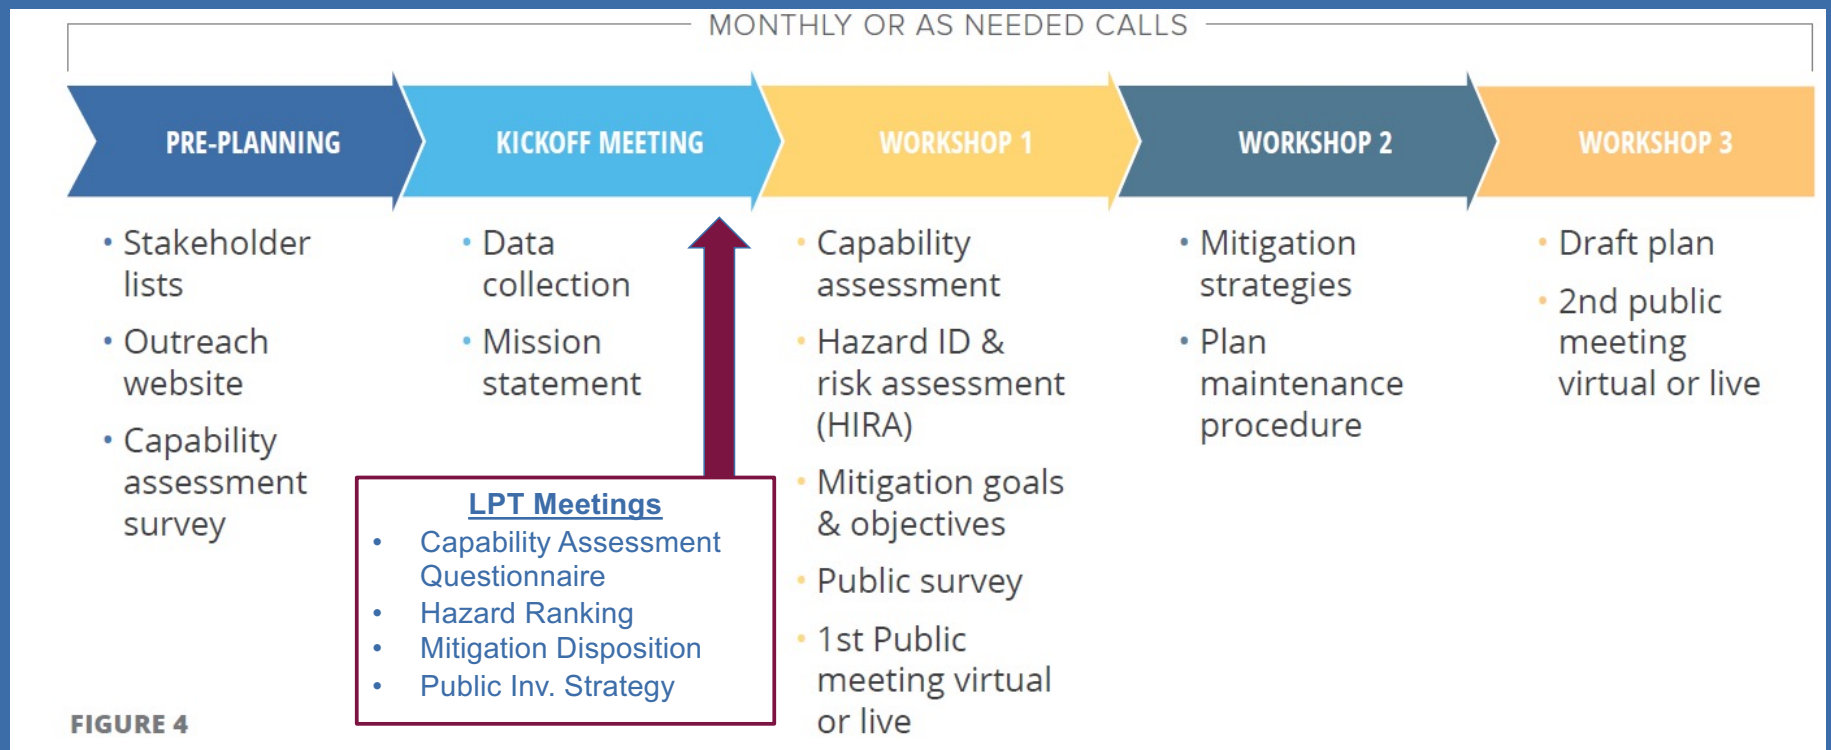 MONTHLY OR AS NEEDED CALLS
PRE-PLANNING
KICKOFF MEETING
WORKSHOP 1
WORKSHOP 2
WORKSHOP 3
• Stakeholder
lists
• Outreach
website
• Capability
assessment
survey
• Data
collection
• Mission
statement
LPT Meetings
• Capability Assessment
Questionnaire
• Hazard Ranking
• Mitigation Disposition
• Public Inv. Strategy
• Capability
assessment
• Hazard ID &
risk assessment
(HIRA)
• Mitigation goals
& objectives
• Public survey
• 1st Public
meeting virtual
or live
• Mitigation
strategies
• Plan
maintenance
procedure
• Draft plan
• 2nd public
meeting
virtual or live
FIGURE 4